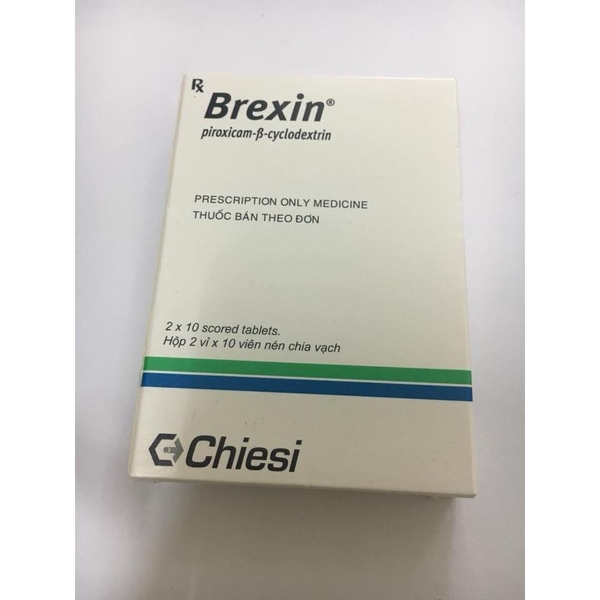 Rx
Brexin®
piroxicam-β-cyclodextrin
PRESCRIPTION ONLY MEDICINE
THUỐC BÁN THEO ĐƠN
2 x 10 scored tablets.
Hộp 2 vỉ x 10 viên nén chia vạch
Chiesi